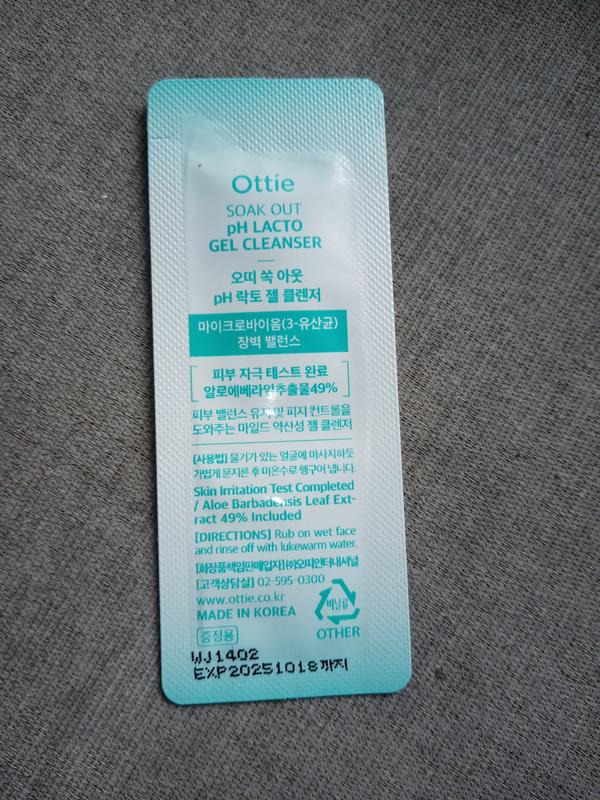 Ottie
SOAK OUT
pH LACTO
GEL CLEANSER
오띠 쏙 아웃
pH 락토 젤 클렌저
마이크로바이옴(3-유산균)
장벽 밸런스
피부 자극 테스트 완료
알로에베라잎추출물49%
피부 밸런스 유지 및 피지 컨트롤을
도와주는 마일드 약산성 젤 클렌저
[사용법] 물기가 있는 얼굴에 마사지하듯
가볍게 문지른 후 미온수로 헹구어 냅니다.
Skin Irritation Test Completed
/ Aloe Barbadensis Leaf Ext-
ract 49% Included
[DIRECTIONS] Rub on wet face
and rinse off with lukewarm water.
[화장품책임판매업자] ㈜오피인터내셔널
[고객상담실] 02-595-0300
www.ottie.co.kr
MADE IN KOREA
비닐류
OTHER
증정용
WJ1402
EXP20251018까지